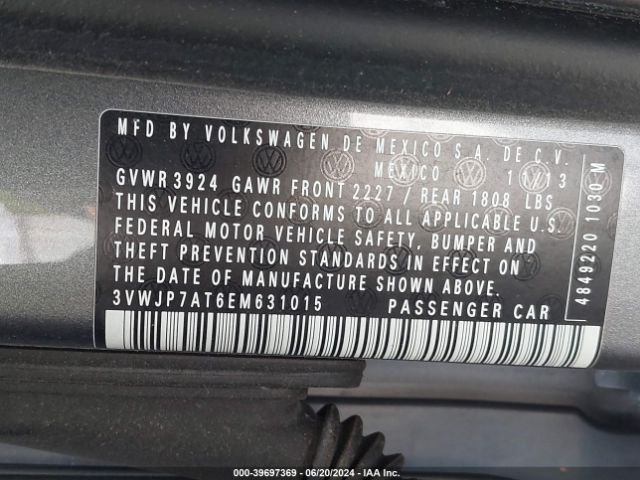 MFD BY VOLKSWAGEN DE MEXICO S.A. DE C.V.
MEXICO
GVWR 3924 GAWR FRONT 2227 / REAR 1808 LBS
THIS VEHICLE CONFORMS TO ALL APPLICABLE U.S.
FEDERAL MOTOR VEHICLE SAFETY, BUMPER AND
THEFT PREVENTION STANDARDS IN EFFECT ON
THE DATE OF MANUFACTURE SHOWN ABOVE.
3VWJP7AT6EM631015 PASSENGER CAR
4849220 1030 M
000-39697369 - 06/20/2024 - IAA Inc.